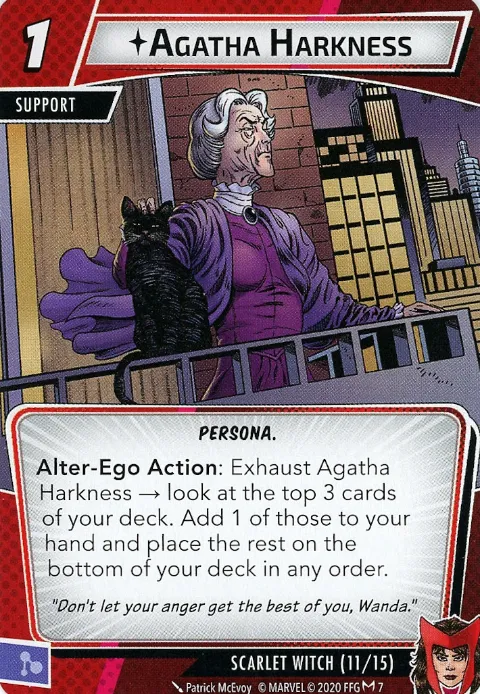 1
AGATHA HARKNESS
SUPPORT
PERSONA.
Alter-Ego Action: Exhaust Agatha
Harkness → look at the top 3 cards
of your deck. Add 1 of those to your
hand and place the rest on the
bottom of your deck in any order.
"Don't let your anger get the best of you, Wanda."
SCARLET WITCH (11/15)
Patrick McEvoy © MARVEL © 2020 FFG 7